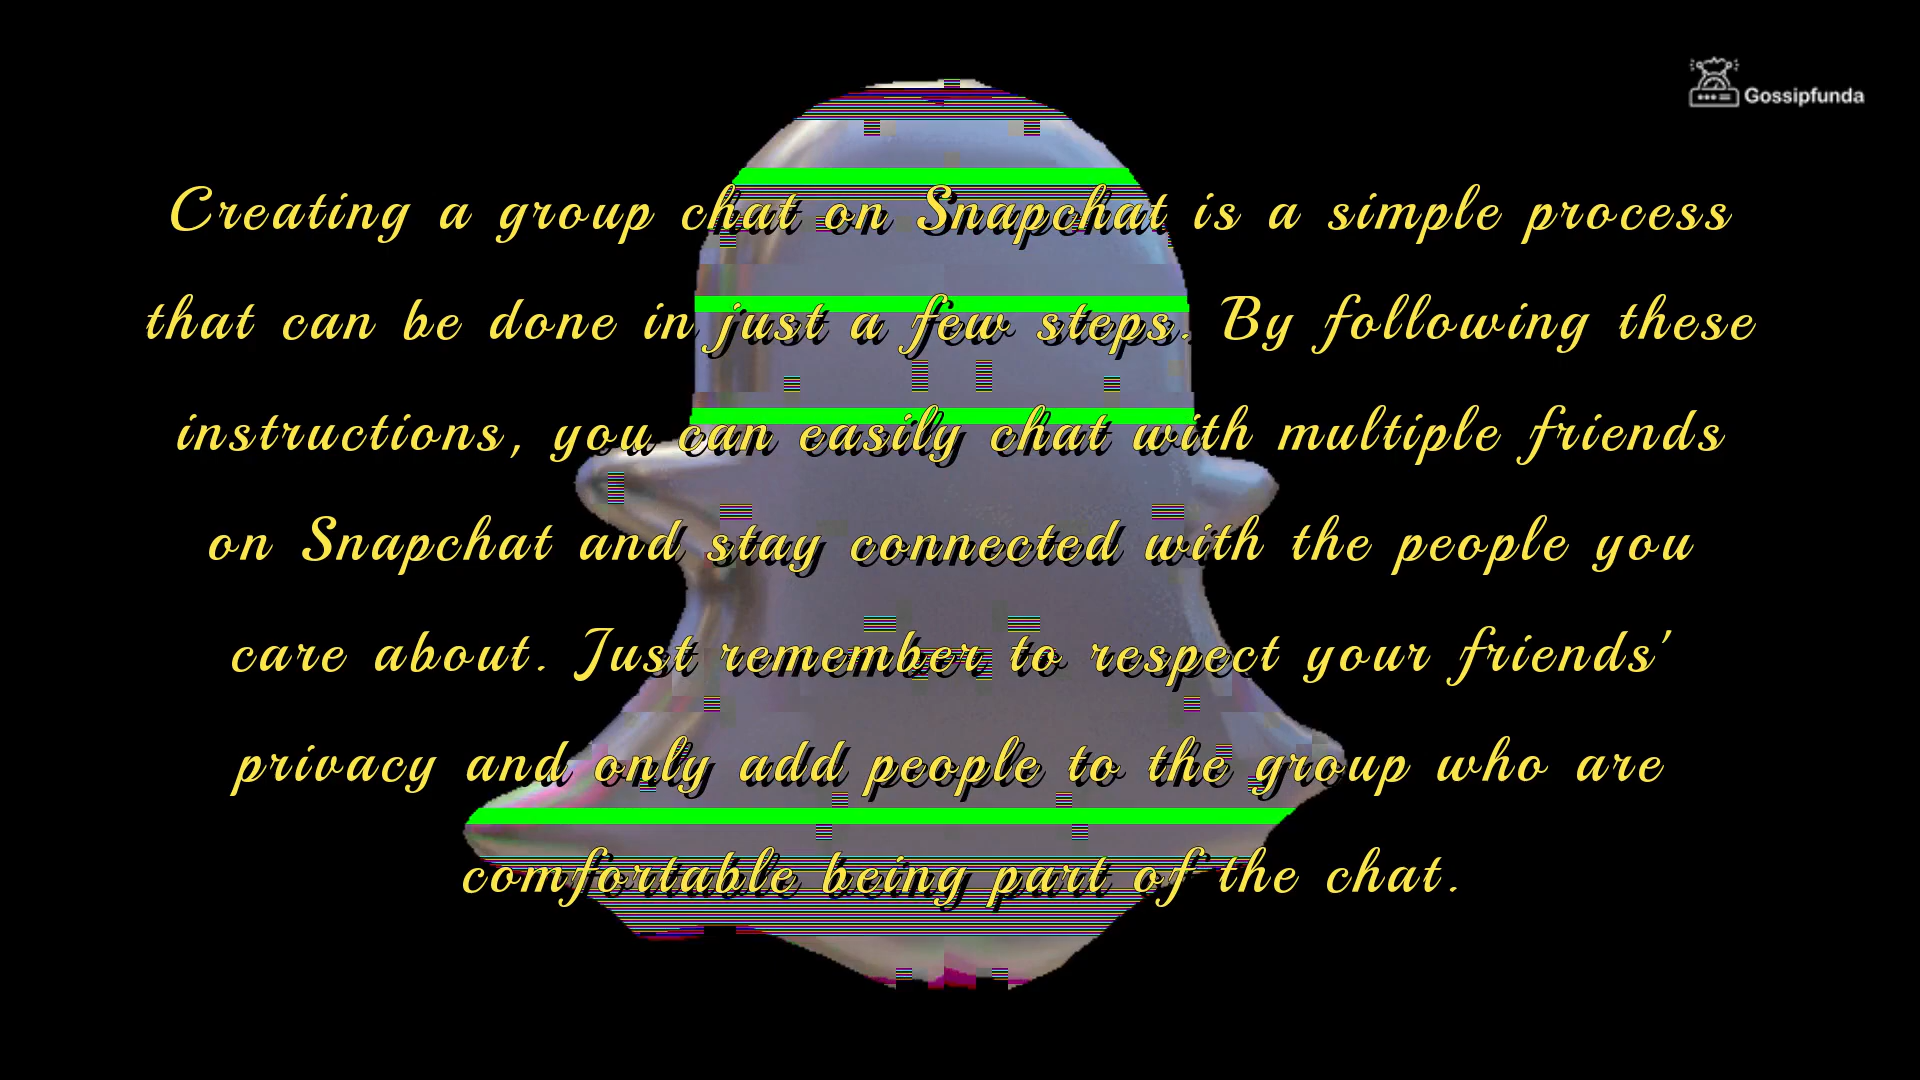 Gossipfunda
Creating a group chat on Snapchat is a simple process
that can be done in just a few steps. By following these
instructions, you can easily chat with multiple friends
on Snapchat and stay connected with the people you
care about. Just remember to respect your friends'
privacy and only add people to the group who are
comfortable being part of the chat.